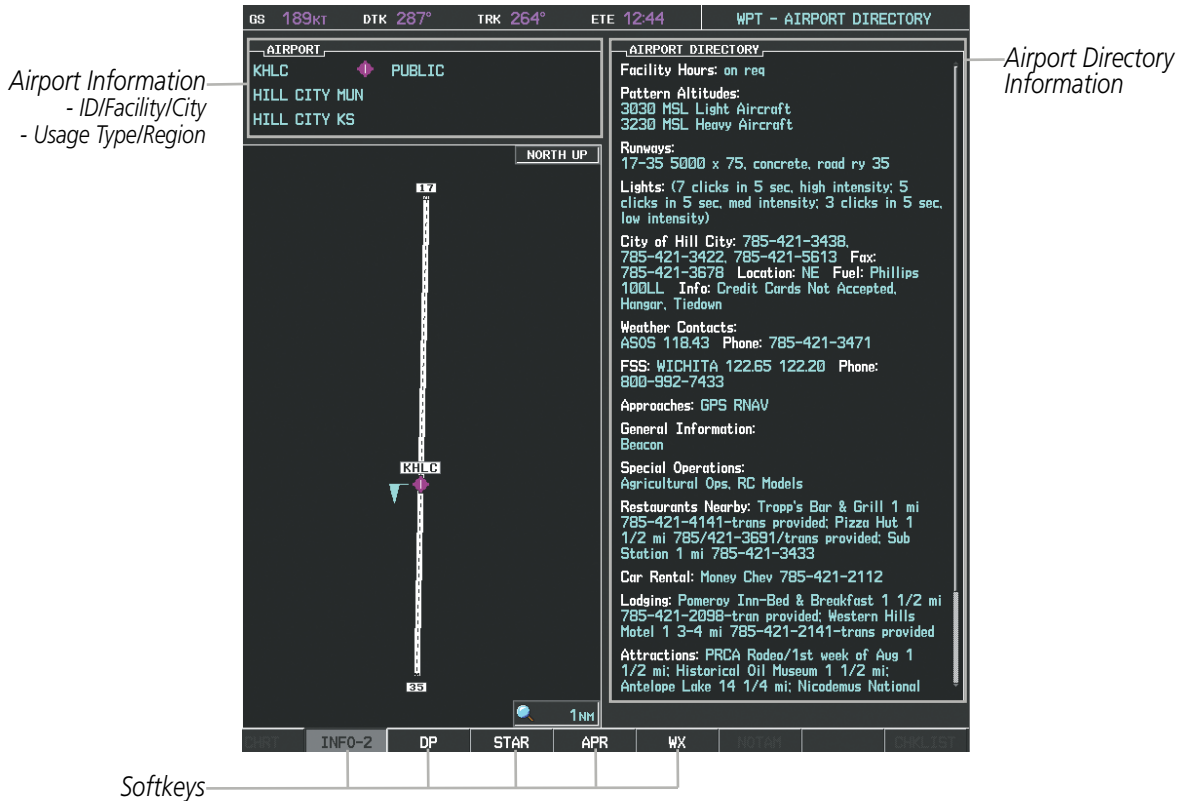 GS 189KT DTK 287° TRK 264° ETE 12:44 WPT - AIRPORT DIRECTORY
Airport Information
- ID/Facility/City
- Usage Type/Region
AIRPORT
KHLC PUBLIC
HILL CITY MUN
HILL CITY KS
NORTH UP
17
KHLC
35
1NM
AIRPORT DIRECTORY
Facility Hours: on req
Pattern Altitudes:
3030 MSL Light Aircraft
3230 MSL Heavy Aircraft
Runways:
17-35 5000 x 75, concrete, road ry 35
Lights: (7 clicks in 5 sec, high intensity; 5
clicks in 5 sec, med intensity; 3 clicks in 5 sec,
low intensity)
City of Hill City: 785-421-3438,
785-421-3422, 785-421-5613 Fax:
785-421-3678 Location: NE Fuel: Phillips
100LL Info: Credit Cards Not Accepted,
Hangar, Tiedown
Weather Contacts:
ASOS 118.43 Phone: 785-421-3471
FSS: WICHITA 122.65 122.20 Phone:
800-992-7433
Approaches: GPS RNAV
General Information:
Beacon
Special Operations:
Agricultural Ops, RC Models
Restaurants Nearby: Tropp's Bar & Grill 1 mi
785-421-4141-trans provided; Pizza Hut 1
1/2 mi 785/421-3691/trans provided; Sub
Station 1 mi 785-421-3433
Car Rental: Money Chev 785-421-2112
Lodging: Pomeroy Inn-Bed & Breakfast 1 1/2 mi
785-421-2098-tran provided; Western Hills
Motel 1 3-4 mi 785-421-2141-trans provided
Attractions: PRCA Rodeo/1st week of Aug 1
1/2 mi; Historical Oil Museum 1 1/2 mi;
Antelope Lake 14 1/4 mi; Nicodemus National
Airport Directory
Information
CHRT INFO-2 DP STAR APR WX NOTAM CHKLIST
Softkeys